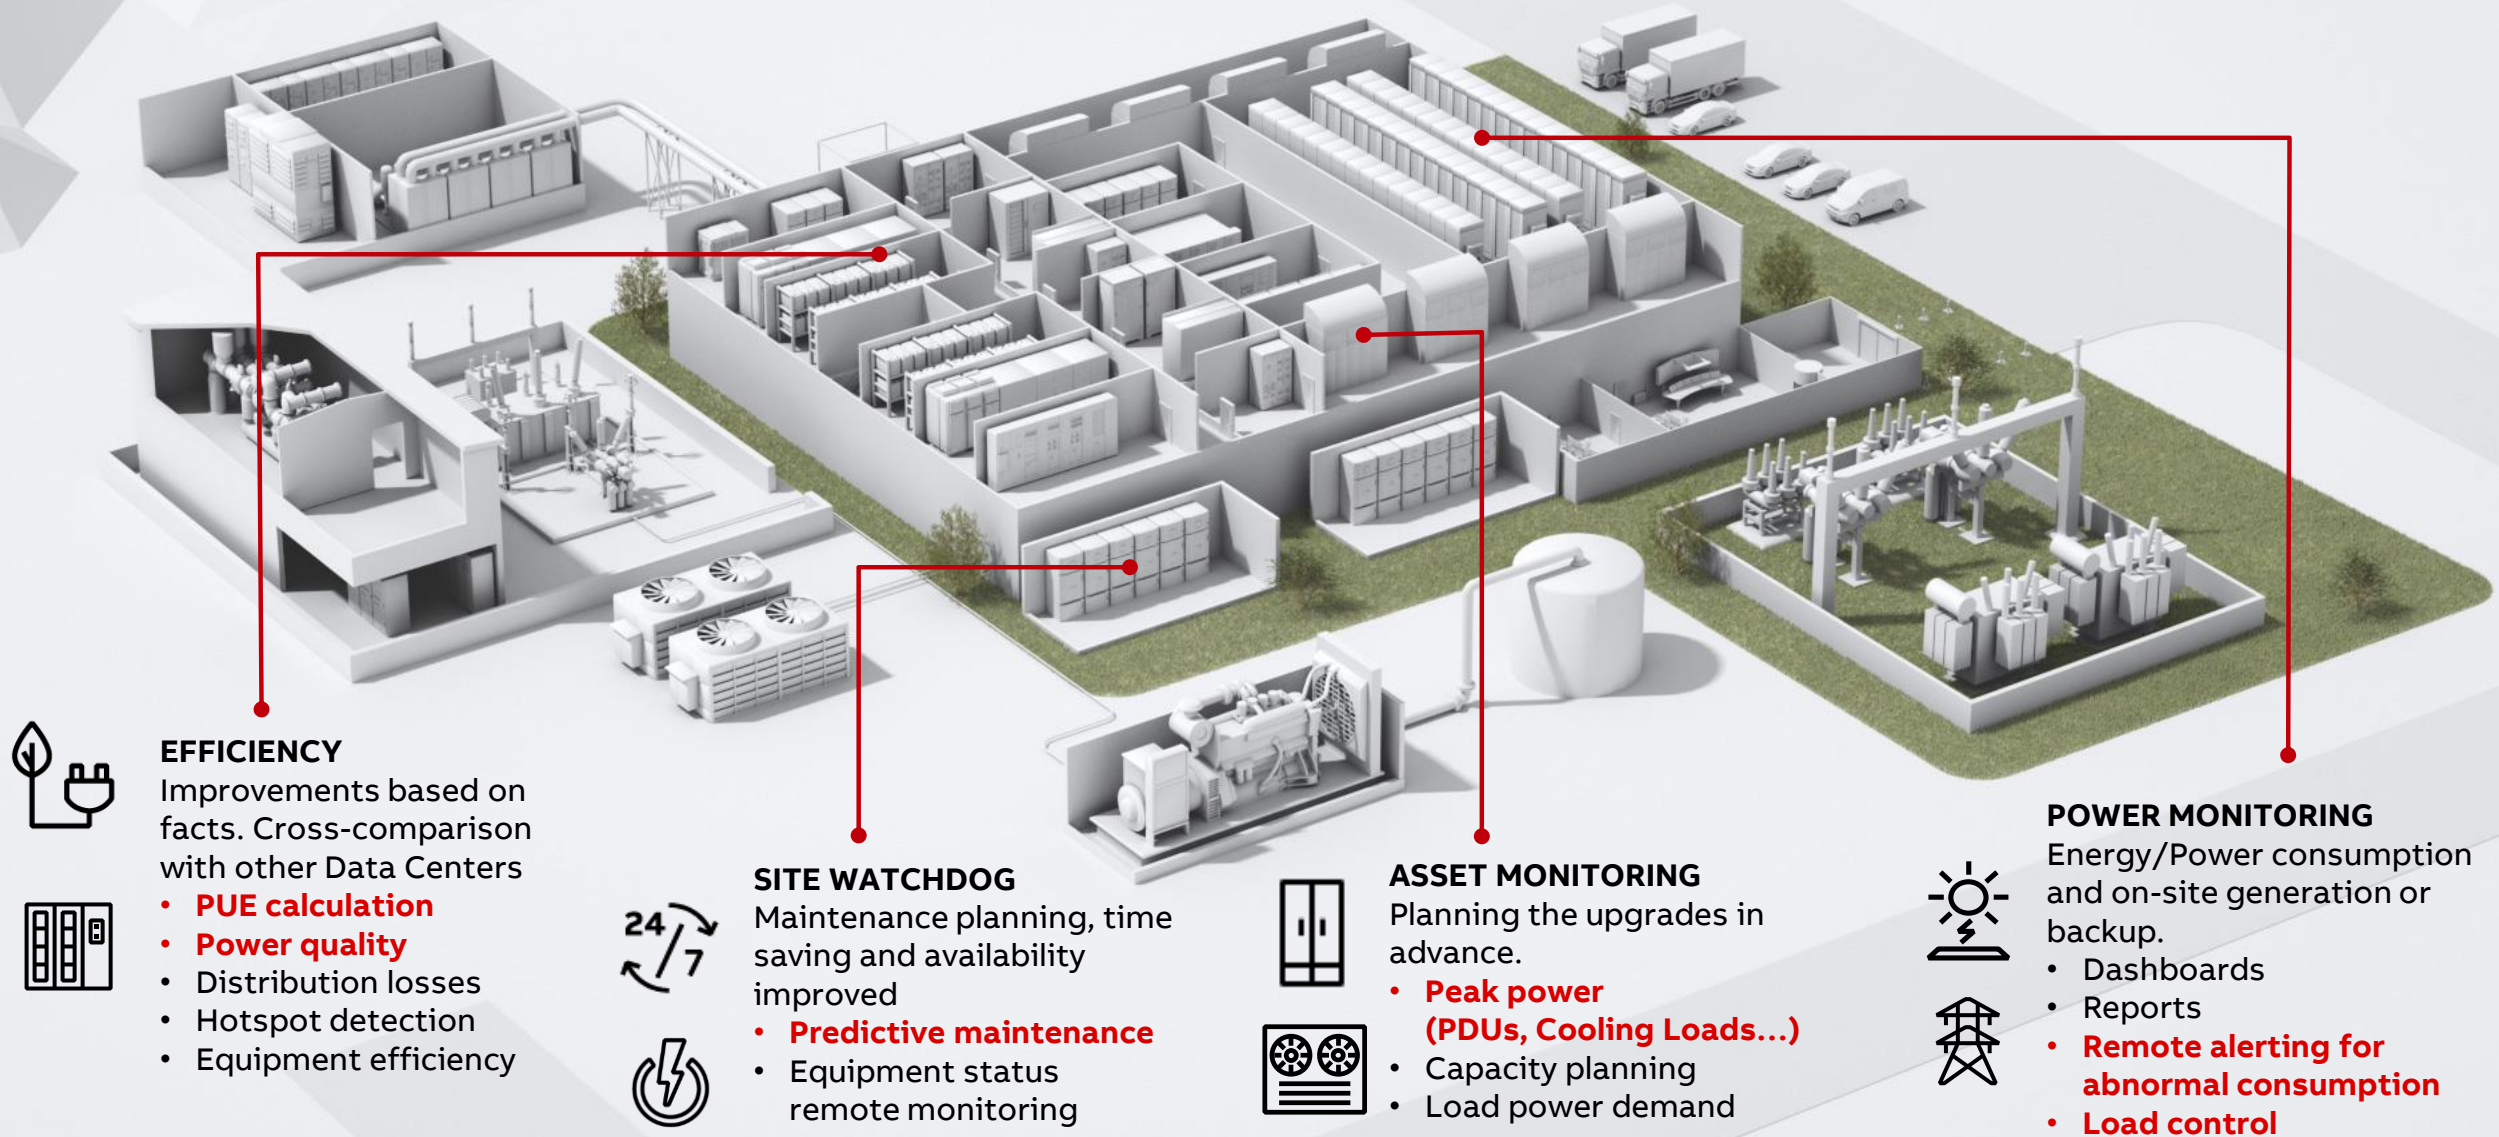 EFFICIENCY
Improvements based on
facts. Cross-comparison
with other Data Centers
• PUE calculation
• Power quality
• Distribution losses
• Hotspot detection
• Equipment efficiency
24/7
SITE WATCHDOG
Maintenance planning, time
saving and availability
improved
• Predictive maintenance
• Equipment status
remote monitoring
ASSET MONITORING
Planning the upgrades in
advance.
• Peak power
(PDUs, Cooling Loads...)
• Capacity planning
• Load power demand
POWER MONITORING
Energy/Power consumption
and on-site generation or
backup.
• Dashboards
• Reports
• Remote alerting for
abnormal consumption
• Load control